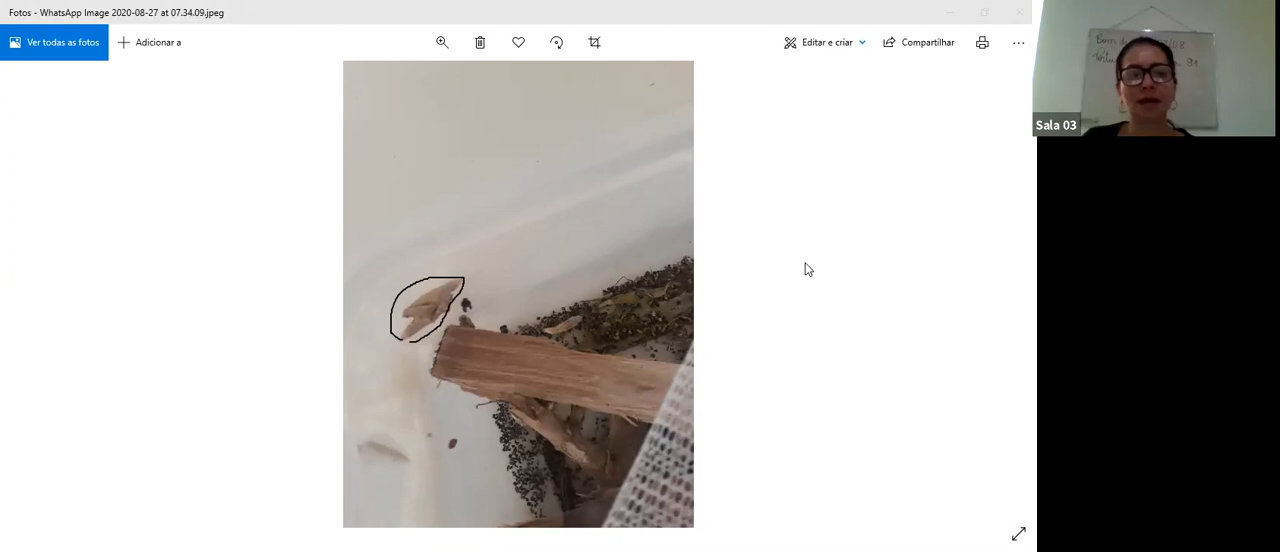 Fotos - WhatsApp Image 2020-08-27 at 07.34.09.jpeg
Ver todas as fotos
Adicionar a
Editar e criar
Compartilhar
Sala 03